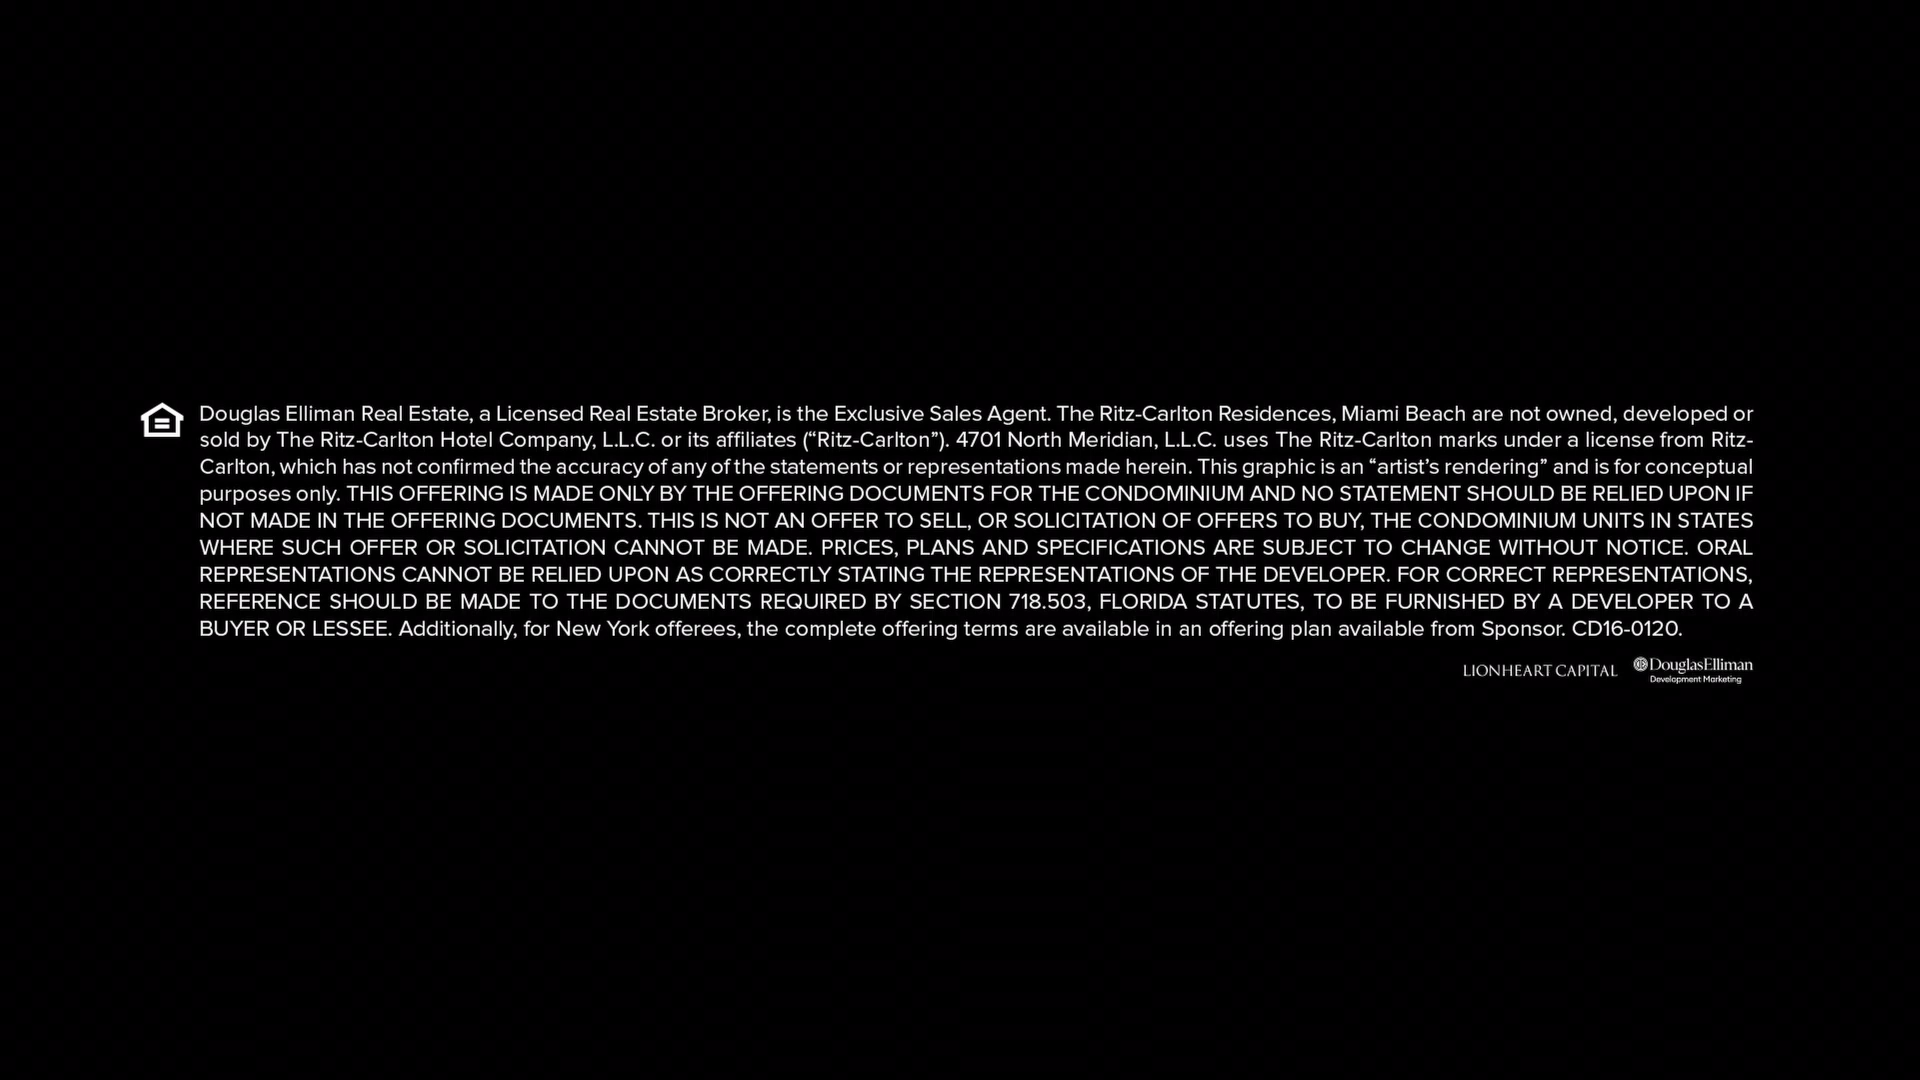 Douglas Elliman Real Estate, a Licensed Real Estate Broker, is the Exclusive Sales Agent. The Ritz-Carlton Residences, Miami Beach are not owned, developed or
sold by The Ritz-Carlton Hotel Company, L.L.C. or its affiliates (“Ritz-Carlton”). 4701 North Meridian, L.L.C. uses The Ritz-Carlton marks under a license from Ritz-
Carlton, which has not confirmed the accuracy of any of the statements or representations made herein. This graphic is an “artist’s rendering” and is for conceptual
purposes only. THIS OFFERING IS MADE ONLY BY THE OFFERING DOCUMENTS FOR THE CONDOMINIUM AND NO STATEMENT SHOULD BE RELIED UPON IF
NOT MADE IN THE OFFERING DOCUMENTS. THIS IS NOT AN OFFER TO SELL, OR SOLICITATION OF OFFERS TO BUY, THE CONDOMINIUM UNITS IN STATES
WHERE SUCH OFFER OR SOLICITATION CANNOT BE MADE. PRICES, PLANS AND SPECIFICATIONS ARE SUBJECT TO CHANGE WITHOUT NOTICE. ORAL
REPRESENTATIONS CANNOT BE RELIED UPON AS CORRECTLY STATING THE REPRESENTATIONS OF THE DEVELOPER. FOR CORRECT REPRESENTATIONS,
REFERENCE SHOULD BE MADE TO THE DOCUMENTS REQUIRED BY SECTION 718.503, FLORIDA STATUTES, TO BE FURNISHED BY A DEVELOPER TO A
BUYER OR LESSEE. Additionally, for New York offerees, the complete offering terms are available in an offering plan available from Sponsor. CD16-0120.
LIONHEART CAPITAL
DouglasElliman
Development Marketing